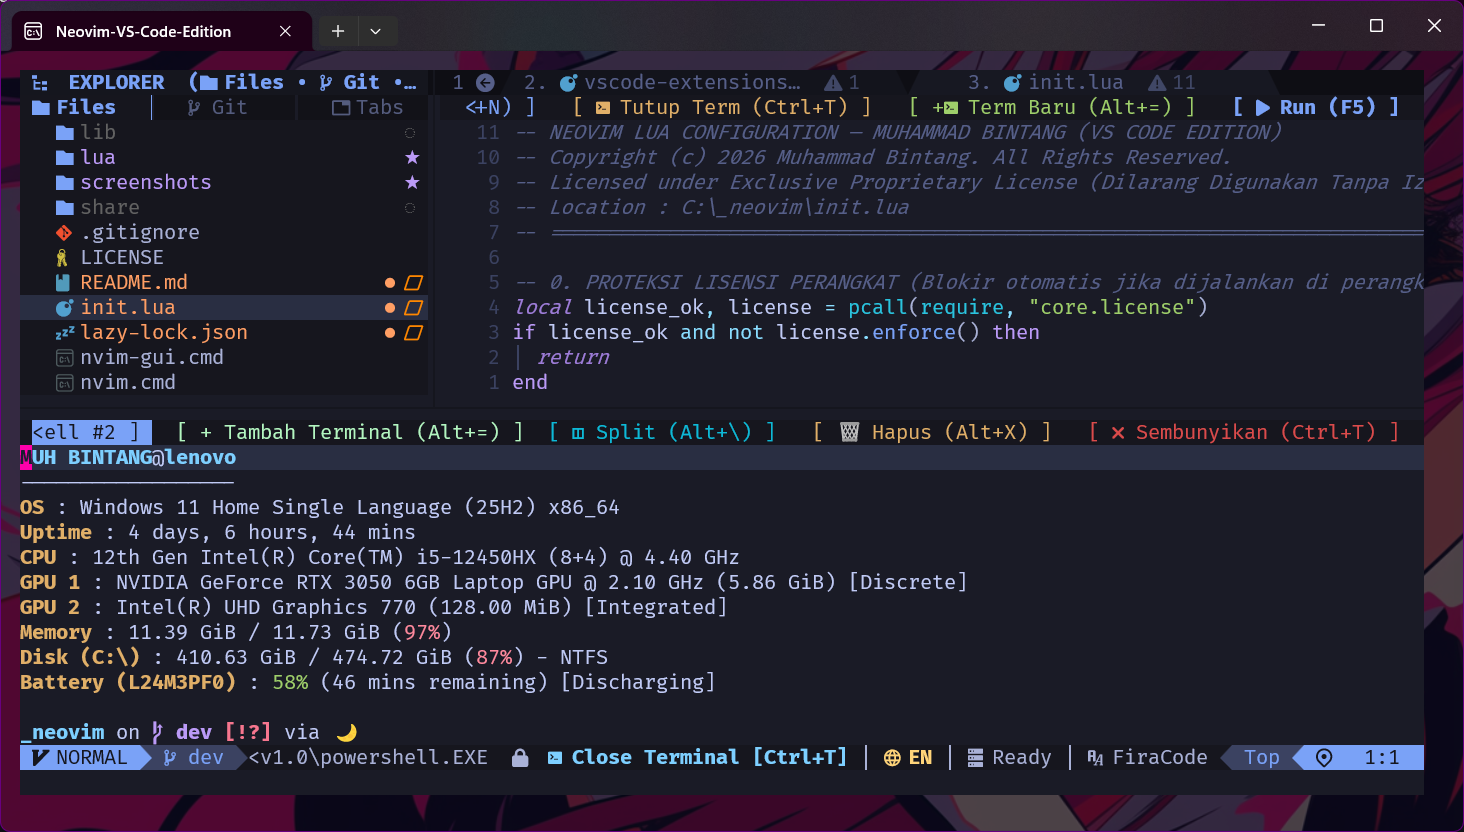 Neovim-VS-Code-Edition
EXPLORER (Files • Git •…
1 2. vscode-extensions… 1 3. init.lua 11
Files Git Tabs
<+N) ] [ Tutup Term (Ctrl+T) ] [ + Term Baru (Alt+=) ] [ Run (F5) ]
lib
lua
screenshots
share
.gitignore
LICENSE
README.md
init.lua
lazy-lock.json
nvim-gui.cmd
nvim.cmd
11 -- NEOVIM LUA CONFIGURATION — MUHAMMAD BINTANG (VS CODE EDITION)
10 -- Copyright (c) 2026 Muhammad Bintang. All Rights Reserved.
9 -- Licensed under Exclusive Proprietary License (Dilarang Digunakan Tanpa Iz
8 -- Location : C:\_neovim\init.lua
7 -- ══════════════════════════════
6
5 -- 0. PROTEKSI LISENSI PERANGKAT (Blokir otomatis jika dijalankan di perangk
4 local license_ok, license = pcall(require, "core.license")
3 if license_ok and not license.enforce() then
2 return
1 end
<ell #2 ] [ + Tambah Terminal (Alt+=) ] [ Split (Alt+\) ] [ Hapus (Alt+X) ] [ × Sembunyikan (Ctrl+T) ]
MUH BINTANG@lenovo
------------------
OS : Windows 11 Home Single Language (25H2) x86_64
Uptime : 4 days, 6 hours, 44 mins
CPU : 12th Gen Intel(R) Core(TM) i5-12450HX (8+4) @ 4.40 GHz
GPU 1 : NVIDIA GeForce RTX 3050 6GB Laptop GPU @ 2.10 GHz (5.86 GiB) [Discrete]
GPU 2 : Intel(R) UHD Graphics 770 (128.00 MiB) [Integrated]
Memory : 11.39 GiB / 11.73 GiB (97%)
Disk (C:\) : 410.63 GiB / 474.72 GiB (87%) - NTFS
Battery (L24M3PF0) : 58% (46 mins remaining) [Discharging]
_neovim on dev [!?] via 🌙
NORMAL dev <v1.0\powershell.EXE Close Terminal [Ctrl+T] | EN | Ready | FiraCode Top 1:1